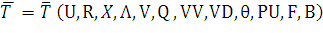 T̿ = T̿ (U, R, X, Λ, V, Q , VV, VD, θ, PU, F, B)